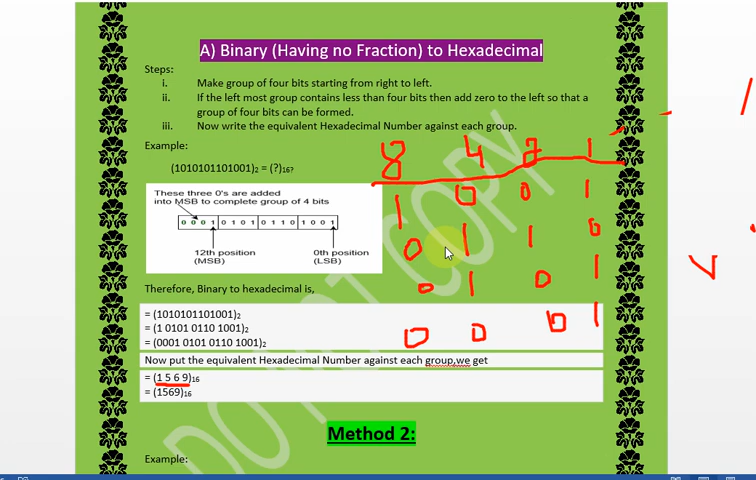 A) Binary (Having no Fraction) to Hexadecimal
Steps:
i. Make group of four bits starting from right to left.
ii. If the left most group contains less than four bits then add zero to the left so that a
group of four bits can be formed.
iii. Now write the equivalent Hexadecimal Number against each group.
Example:
(1010101101001)₂ = (?)₁₆?
8 4 2 1
1 0 0 1
0 1 1 0
0 1 0 1
0 0 0 1
These three 0's are added
into MSB to complete group of 4 bits
0 0 0 1 0 1 0 1 0 1 1 0 1 0 0 1
12th position 0th position
(MSB) (LSB)
Therefore, Binary to hexadecimal is,
= (1010101101001)₂
= (1 0101 0110 1001)₂
= (0001 0101 0110 1001)₂
Now put the equivalent Hexadecimal Number against each group,we get
= (1 5 6 9)₁₆
= (1569)₁₆
Method 2:
Example:
DO NOT COPY